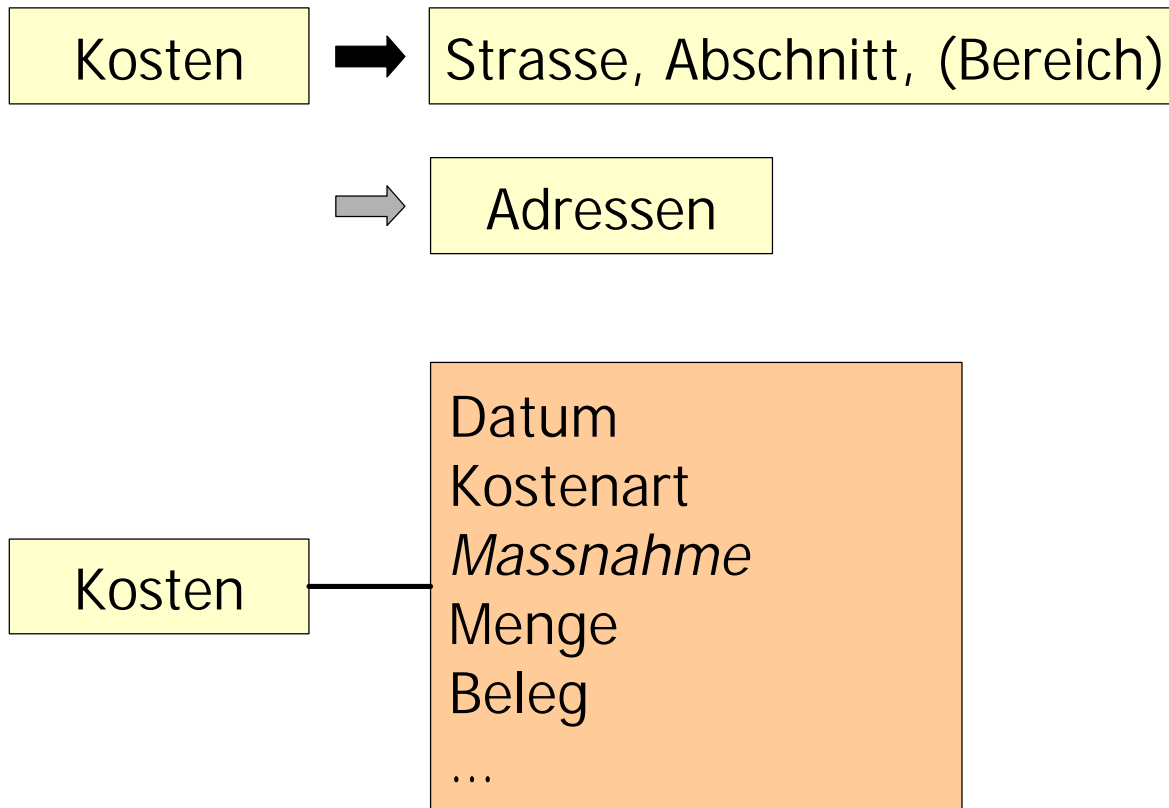 Kosten
Strasse, Abschnitt, (Bereich)
Adressen
Kosten
Datum
Kostenart
Massnahme
Menge
Beleg
...